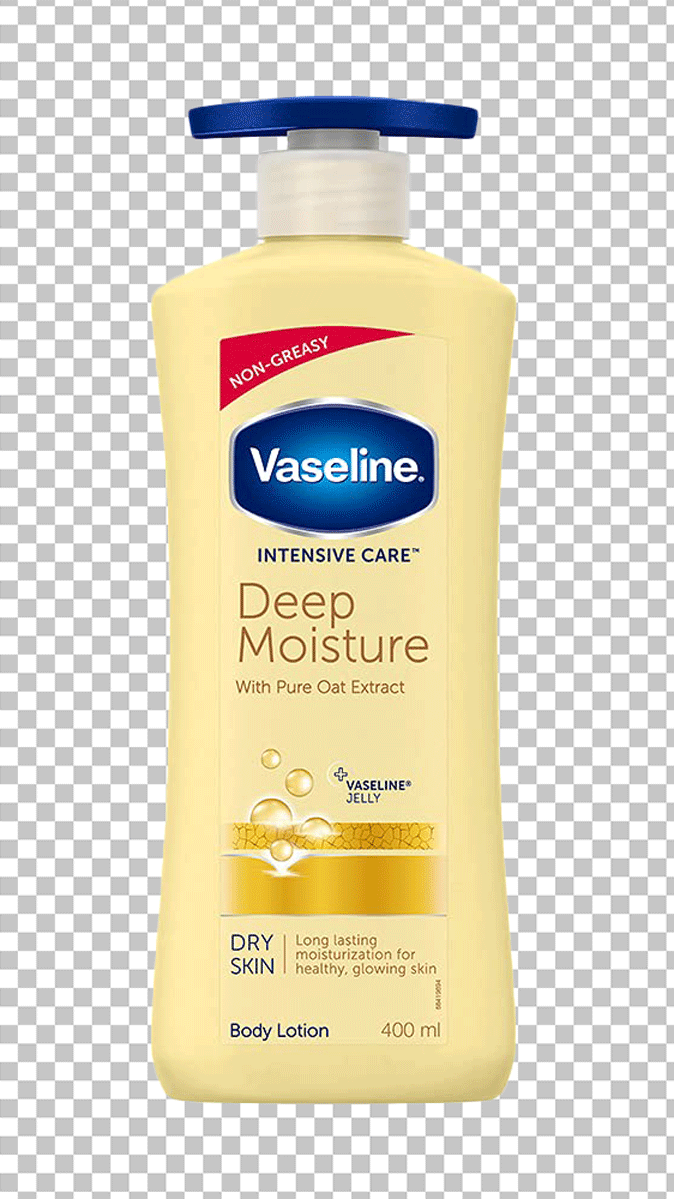 NON-GREASY
Vaseline.
INTENSIVE CARE™
Deep
Moisture
With Pure Oat Extract
VASELINE®
JELLY
DRY
SKIN
Long lasting
moisturization for
healthy, glowing skin
Body Lotion
400 ml